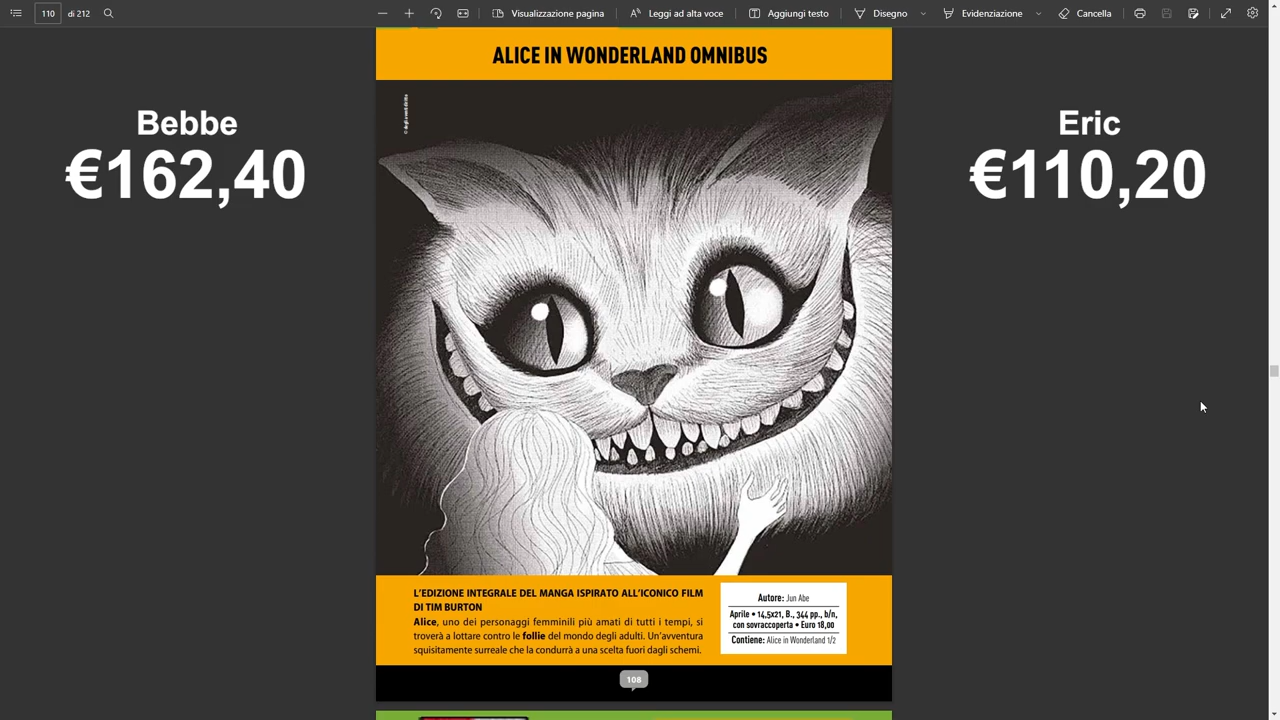 110 di 212 Visualizzazione pagina Leggi ad alta voce Aggiungi testo Disegno Evidenziazione Cancella
ALICE IN WONDERLAND OMNIBUS
Bebbe
€162,40
Eric
€110,20
L'EDIZIONE INTEGRALE DEL MANGA ISPIRATO ALL'ICONICO FILM
DI TIM BURTON
Alice, uno dei personaggi femminili più amati di tutti i tempi, si
troverà a lottare contro le follie del mondo degli adulti. Un'avventura
squisitamente surreale che la condurrà a una scelta fuori dagli schemi.
Autore: Jun Abe
Aprile • 14,5x21, B., 344 pp., b/n,
con sovraccoperta • Euro 18,00
Contiene: Alice in Wonderland 1/2
108